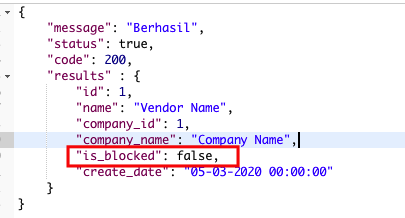 {
"message": "Berhasil",
"status": true,
"code": 200,
"results" : {
"id": 1,
"name": "Vendor Name",
"company_id": 1,
"company_name": "Company Name",
"is_blocked": false,
"create_date": "05-03-2020 00:00:00"
}
}